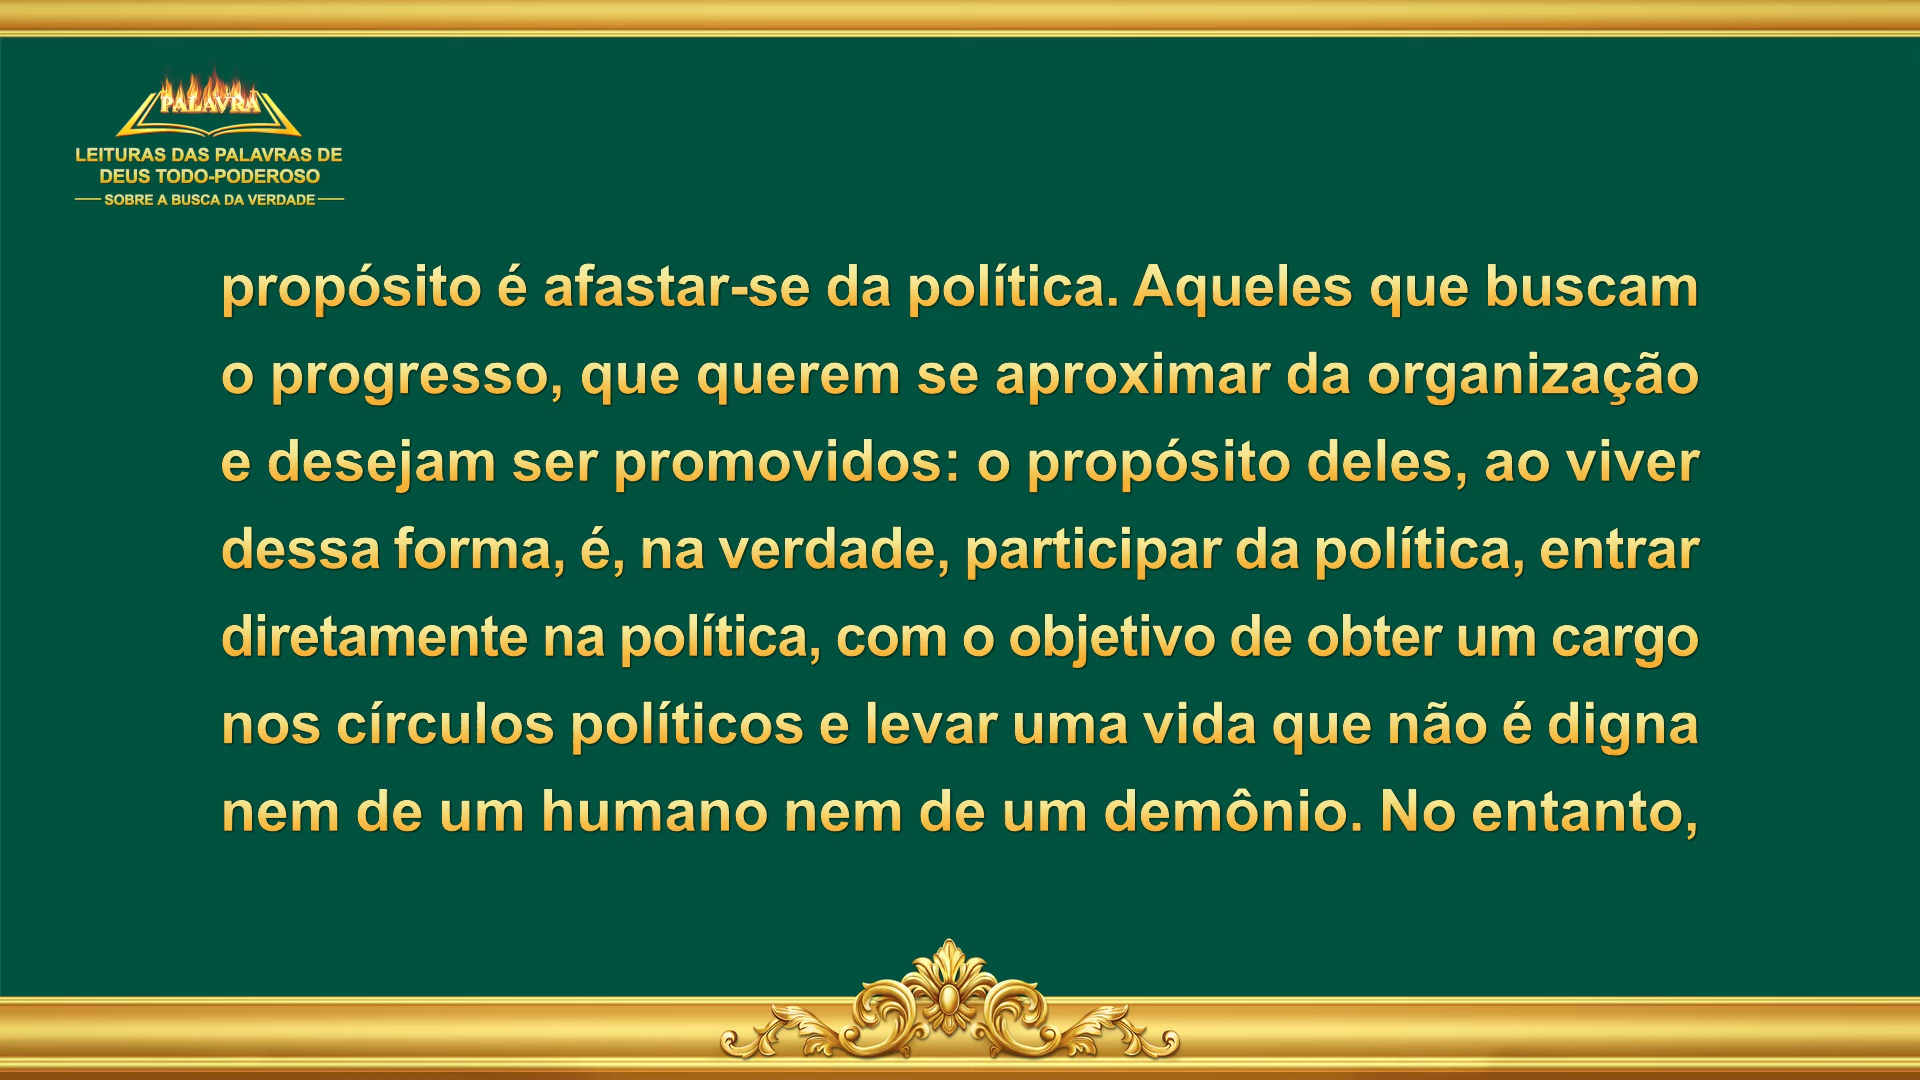 PALAVRA
LEITURAS DAS PALAVRAS DE
DEUS TODO-PODEROSO
SOBRE A BUSCA DA VERDADE
propósito é afastar-se da política. Aqueles que buscam
o progresso, que querem se aproximar da organização
e desejam ser promovidos: o propósito deles, ao viver
dessa forma, é, na verdade, participar da política, entrar
diretamente na política, com o objetivo de obter um cargo
nos círculos políticos e levar uma vida que não é digna
nem de um humano nem de um demônio. No entanto,